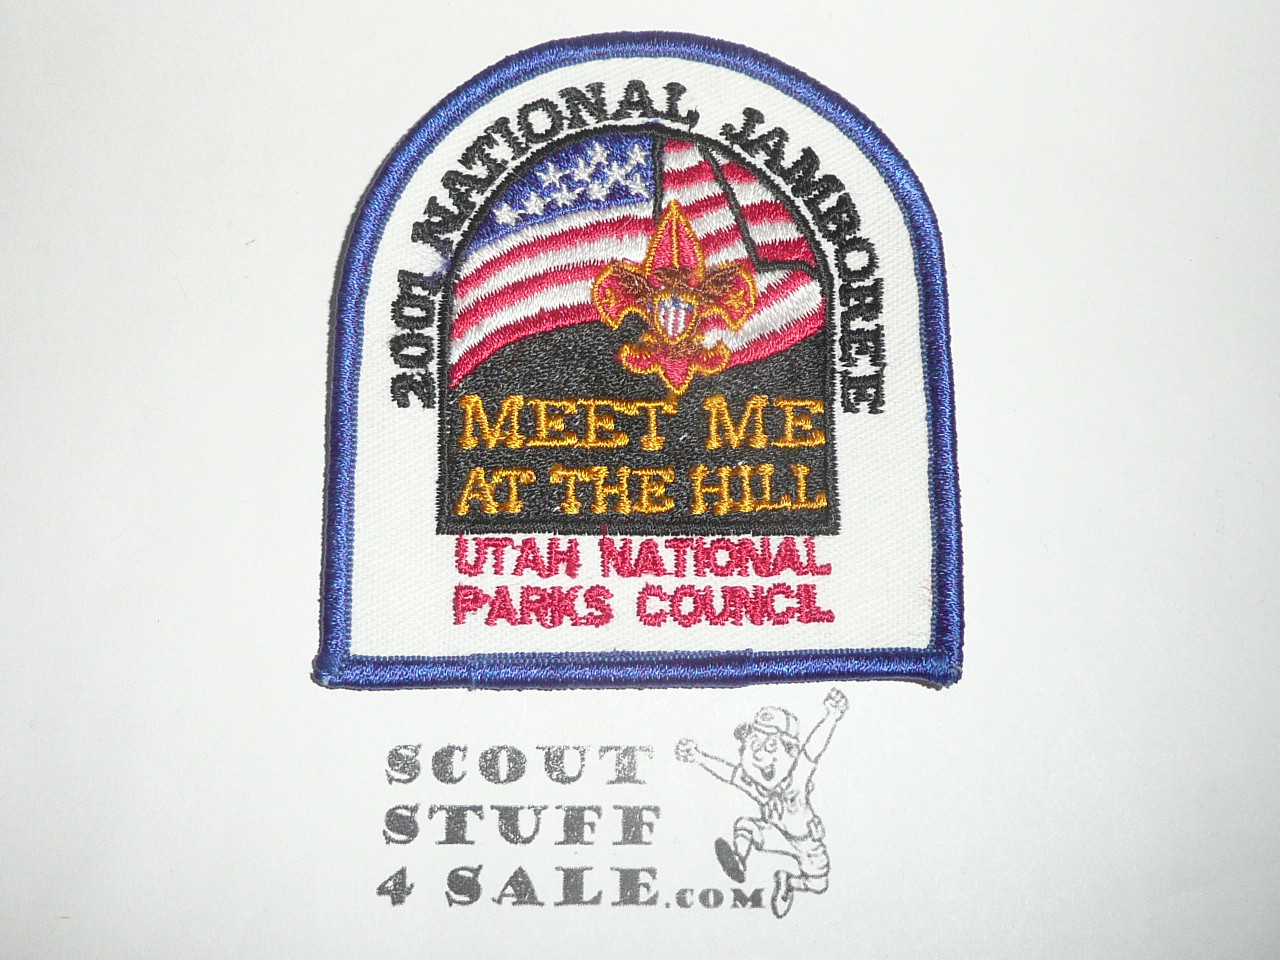 2001 NATIONAL JAMBOREE
MEET ME
AT THE HILL
UTAH NATIONAL
PARKS COUNCIL
SCOUT
STUFF
4 SALE.COM